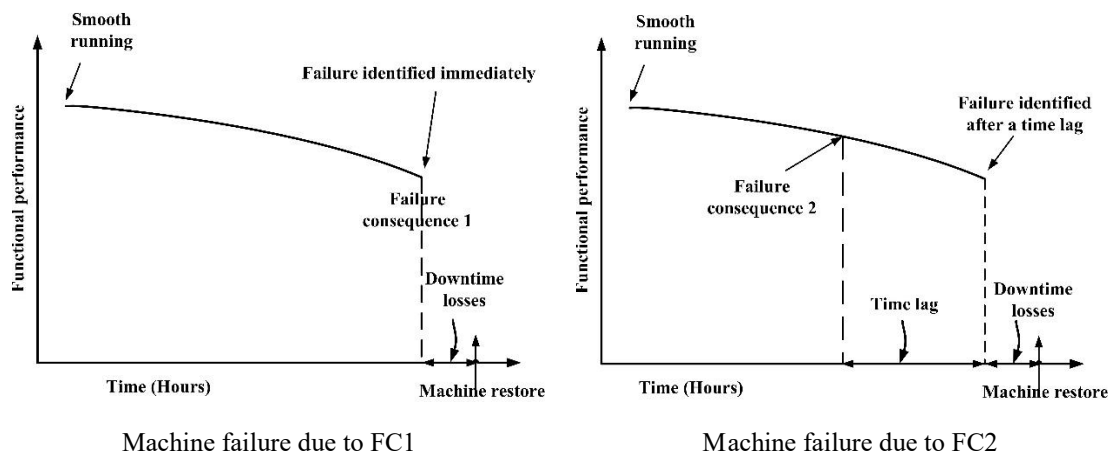 Smooth
running
Failure identified immediately
Functional performance
Failure
consequence 1
Downtime
losses
Time (Hours)
Machine restore
Machine failure due to FC1
Smooth
running
Failure identified
after a time lag
Functional performance
Failure
consequence 2
Time lag
Downtime
losses
Time (Hours)
Machine restore
Machine failure due to FC2